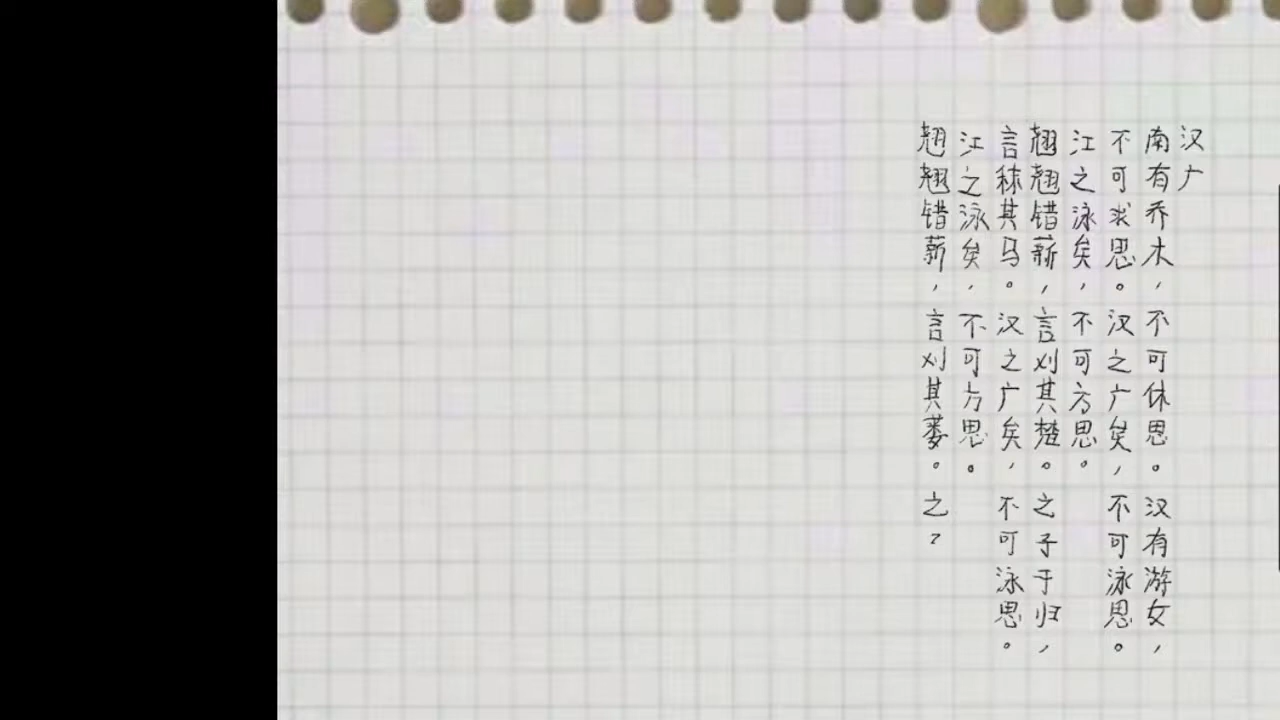 汉广
南有乔木，不可休思。汉有游女，
不可求思。汉之广矣，不可泳思。
江之泳矣，不可方思。
翘翘错薪，言刈其楚。之子于归，
言秣其马。汉之广矣，不可泳思。
江之泳矣，不可方思。
翘翘错薪，言刈其蒌。之